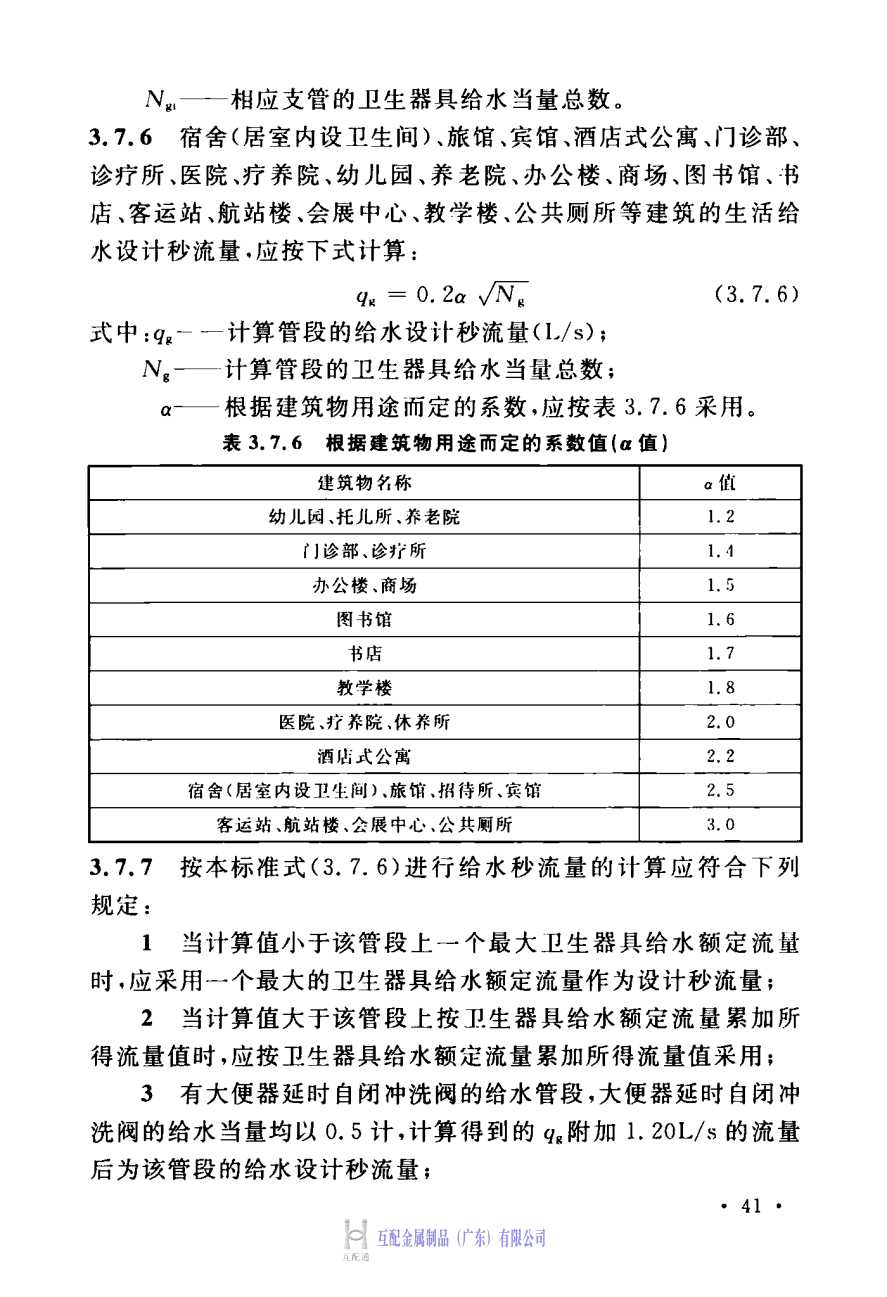 Ngi——相应支管的卫生器具给水当量总数。
3.7.6 宿舍(居室内设卫生间)、旅馆、宾馆、酒店式公寓、门诊部、
诊疗所、医院、疗养院、幼儿园、养老院、办公楼、商场、图书馆、书
店、客运站、航站楼、会展中心、教学楼、公共厕所等建筑的生活给
水设计秒流量,应按下式计算:
qg = 0.2α √Ng (3.7.6)
式中:qg——计算管段的给水设计秒流量(L/s);
Ng——计算管段的卫生器具给水当量总数;
α——根据建筑物用途而定的系数,应按表 3.7.6 采用。
表 3.7.6 根据建筑物用途而定的系数值(α 值)
建筑物名称 α 值
幼儿园、托儿所、养老院 1.2
门诊部、诊疗所 1.4
办公楼、商场 1.5
图书馆 1.6
书店 1.7
教学楼 1.8
医院、疗养院、休养所 2.0
酒店式公寓 2.2
宿舍(居室内设卫生间)、旅馆、招待所、宾馆 2.5
客运站、航站楼、会展中心、公共厕所 3.0
3.7.7 按本标准式(3.7.6)进行给水秒流量的计算应符合下列
规定:
1 当计算值小于该管段上一个最大卫生器具给水额定流量
时,应采用一个最大的卫生器具给水额定流量作为设计秒流量;
2 当计算值大于该管段上按卫生器具给水额定流量累加所
得流量值时,应按卫生器具给水额定流量累加所得流量值采用;
3 有大便器延时自闭冲洗阀的给水管段,大便器延时自闭冲
洗阀的给水当量均以 0.5 计,计算得到的 qg附加 1.20L/s 的流量
后为该管段的给水设计秒流量;
• 41 •
互配金属制品(广东)有限公司
互配通